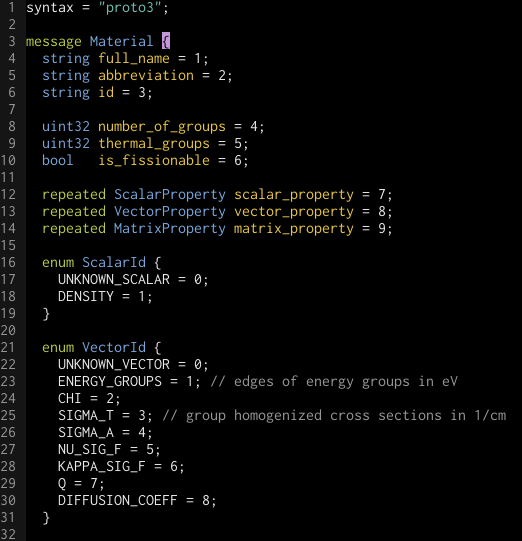 1 syntax = "proto3";
2
3 message Material {
4   string full_name = 1;
5   string abbreviation = 2;
6   string id = 3;
7
8   uint32 number_of_groups = 4;
9   uint32 thermal_groups = 5;
10   bool   is_fissionable = 6;
11
12   repeated ScalarProperty scalar_property = 7;
13   repeated VectorProperty vector_property = 8;
14   repeated MatrixProperty matrix_property = 9;
15
16   enum ScalarId {
17     UNKNOWN_SCALAR = 0;
18     DENSITY = 1;
19   }
20
21   enum VectorId {
22     UNKNOWN_VECTOR = 0;
23     ENERGY_GROUPS = 1; // edges of energy groups in eV
24     CHI = 2;
25     SIGMA_T = 3; // group homogenized cross sections in 1/cm
26     SIGMA_A = 4;
27     NU_SIG_F = 5;
28     KAPPA_SIG_F = 6;
29     Q = 7;
30     DIFFUSION_COEFF = 8;
31   }
32